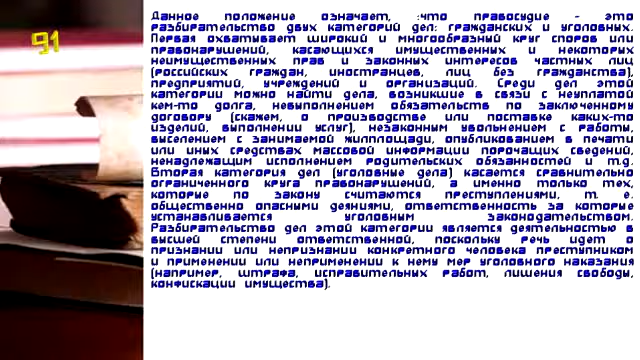 91
Данное положение означает, :что правосудие - это
разбирательство двух категорий дел: гражданских и уголовных.
Первая охватывает широкий и многообразный круг споров или
правонарушений, касающихся имущественных и некоторых
неимущественных прав и законных интересов частных лиц
(российских граждан, иностранцев, лиц без гражданства),
предприятий, учреждений и организаций. Среди дел этой
категории можно найти дела, возникшие в связи с неуплатой
кем-то долга, невыполнением обязательств по заключенному
договору (скажем, о производстве или поставке каких-то
изделий, выполнении услуг), незаконным увольнением с работы,
выселением с занимаемой жилплощади, опубликованием в печати
или иных средствах массовой информации порочащих сведений,
ненадлежащим исполнением родительских обязанностей и т.д.
Вторая категория дел (уголовные дела) касается сравнительно
ограниченного круга правонарушений, а именно только тех,
которые по закону считаются преступлениями, т. е.
общественно опасными деяниями, ответственность за которые
устанавливается уголовным законодательством.
Разбирательство дел этой категории является деятельностью в
высшей степени ответственной, поскольку речь идет о
признании или непризнании конкретного человека преступником
и применении или неприменении к нему мер уголовного наказания
(например, штрафа, исправительных работ, лишения свободы,
конфискации имущества).